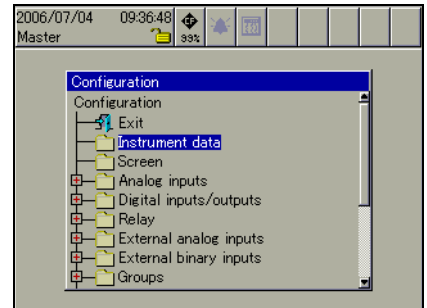 2006/07/04 09:36:48
Master
99%
Configuration
Configuration
Exit
Instrument data
Screen
Analog inputs
Digital inputs/outputs
Relay
External analog inputs
External binary inputs
Groups